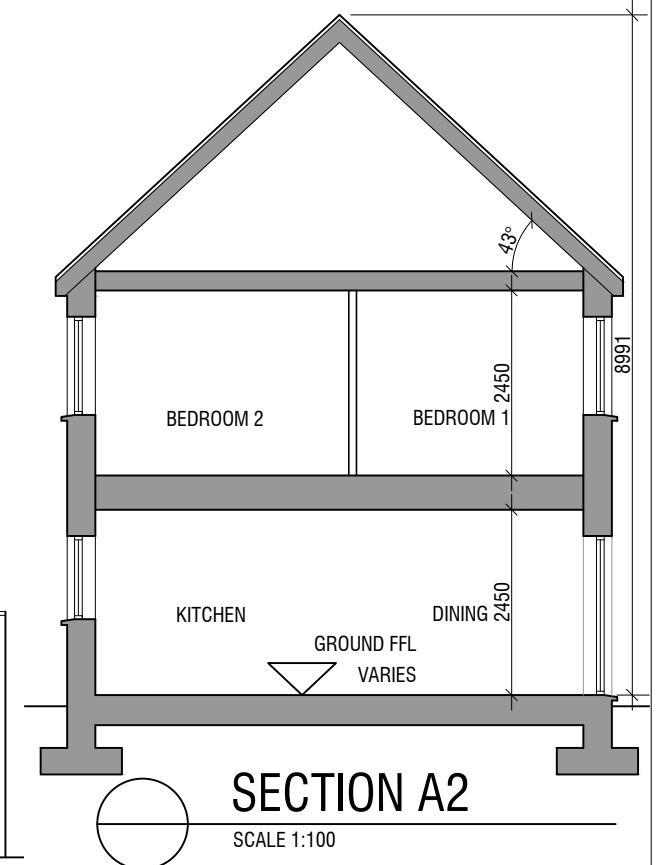 43°
8991
2450
BEDROOM 2
BEDROOM 1
KITCHEN
DINING
2450
GROUND FFL
VARIES
SECTION A2
SCALE 1:100